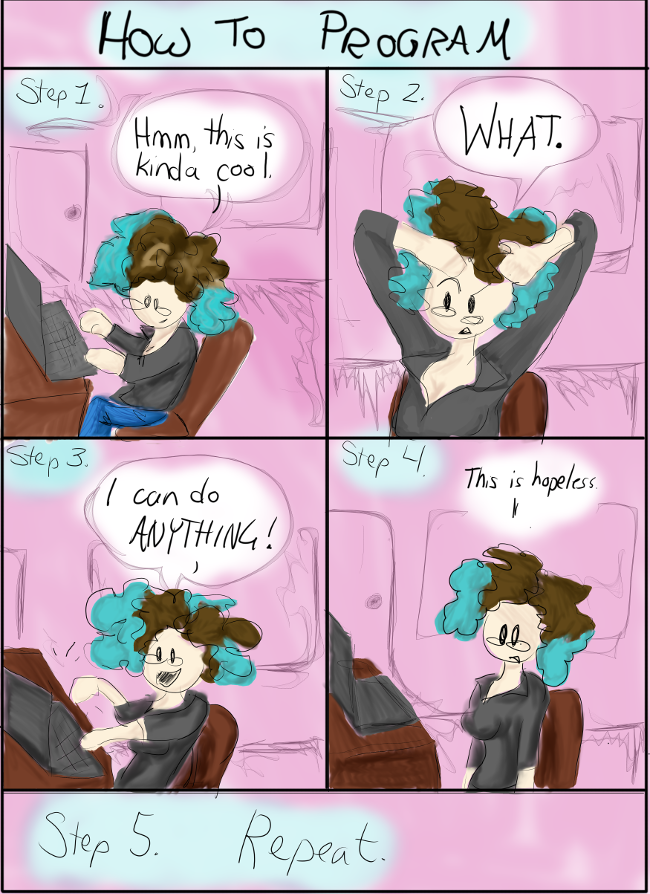 HOW TO PROGRAM
Step 1.
Hmm, this is
kinda cool.
Step 2.
WHAT.
Step 3.
I can do
ANYTHING!
Step 4.
This is hopeless.
Step 5. Repeat.